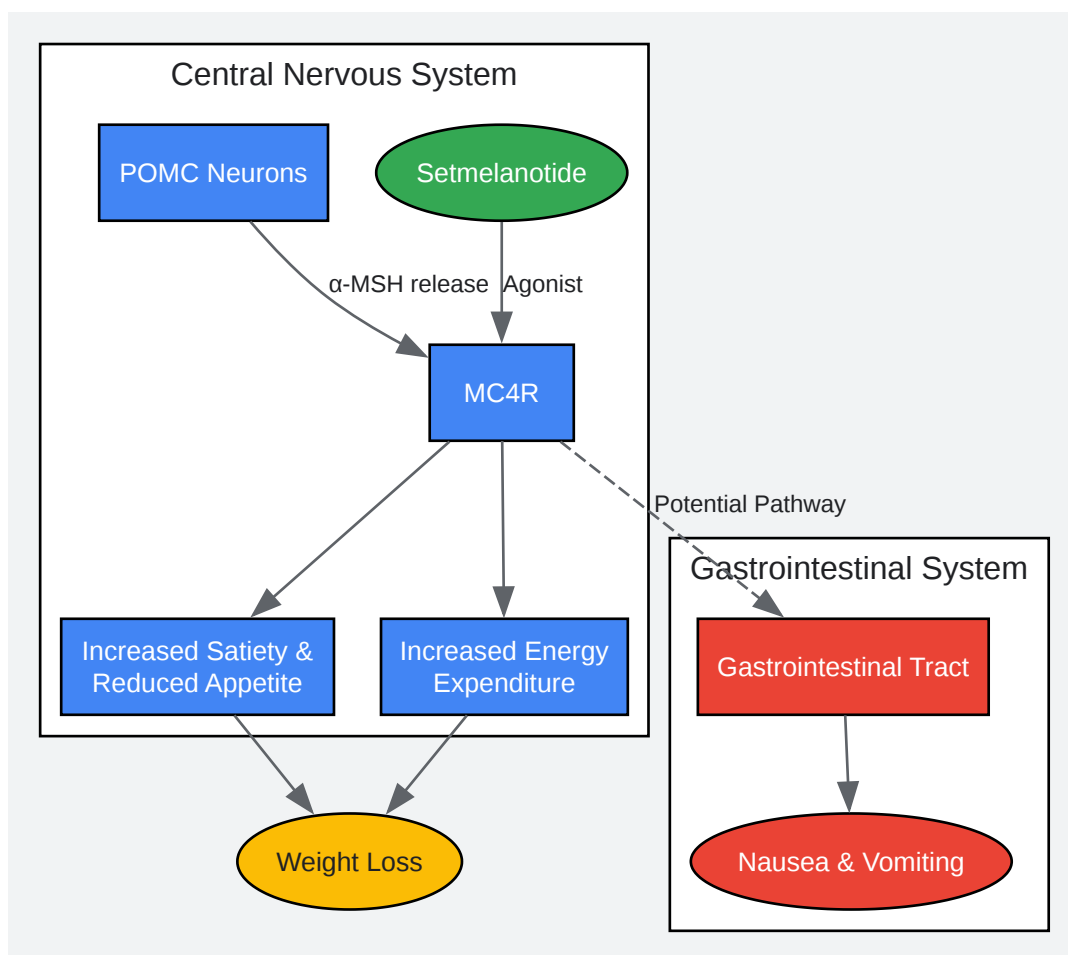 Central Nervous System
POMC Neurons
Setmelanotide
α-MSH release
Agonist
MC4R
Potential Pathway
Gastrointestinal System
Increased Satiety &
Reduced Appetite
Increased Energy
Expenditure
Gastrointestinal Tract
Weight Loss
Nausea & Vomiting